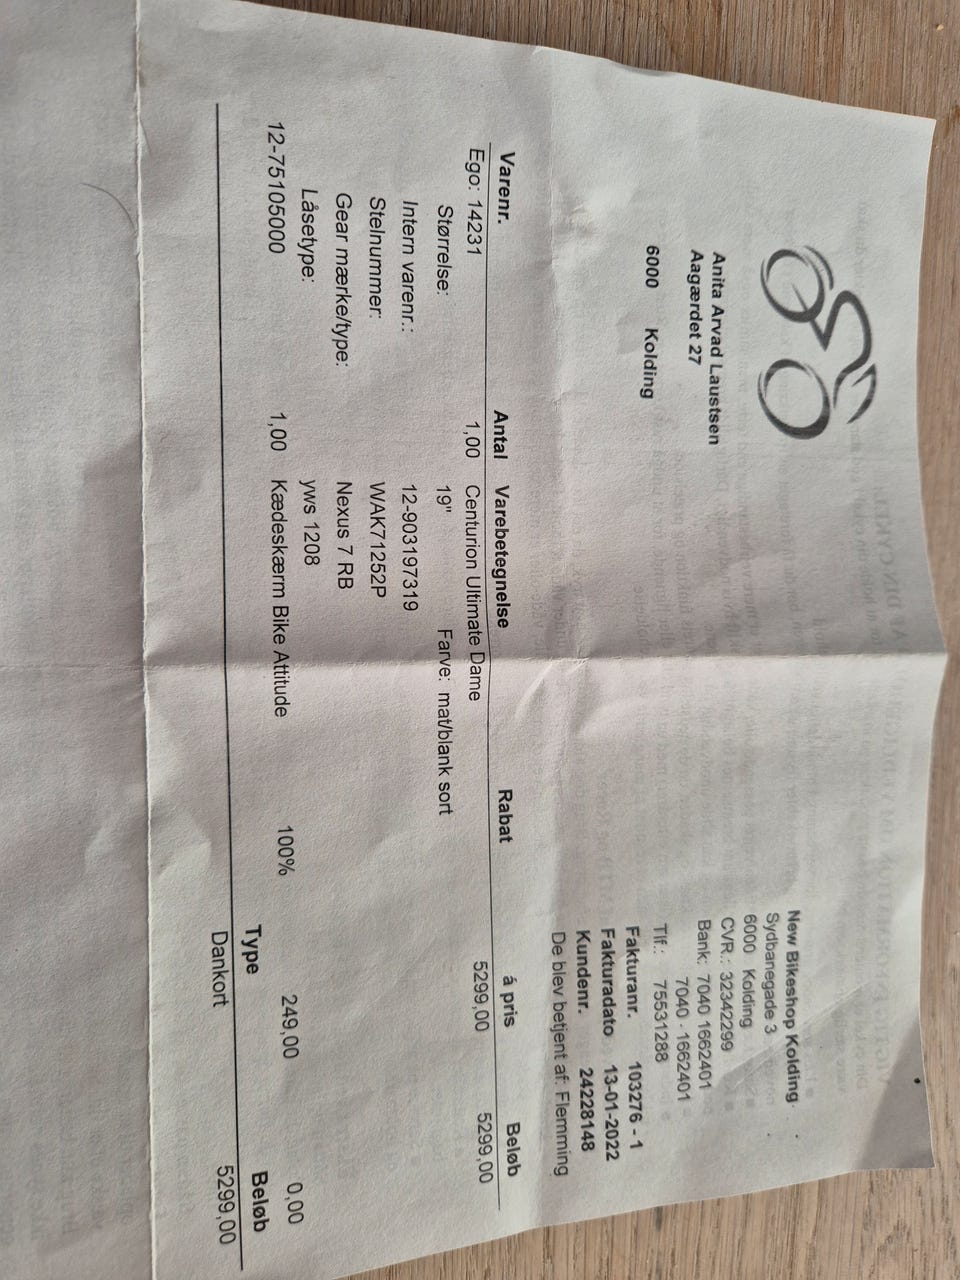 New Bikeshop Kolding
Sydbanegade 3
6000 Kolding
CVR.: 32342299
Bank: 7040 1662401
7040 - 1662401
Tlf.: 75531288
Anita Arvad Laustsen
Aagærdet 27
6000 Kolding
Fakturanr. 103276 - 1
Fakturadato 13-01-2022
Kundenr. 24228148
De blev betjent af: Flemming
Varenr. Antal Varebetegnelse Rabat á pris Beløb
Ego: 14231 1,00 Centurion Ultimate Dame 5299,00 5299,00
Størrelse: 19" Farve: mat/blank sort
Intern varenr.: 12-903197319
Stelnummer: WAK71252P
Gear mærke/type: Nexus 7 RB
Låsetype: yws 1208
12-75105000 1,00 Kædeskærm Bike Attitude 100% 249,00 0,00
Type Beløb
Dankort 5299,00